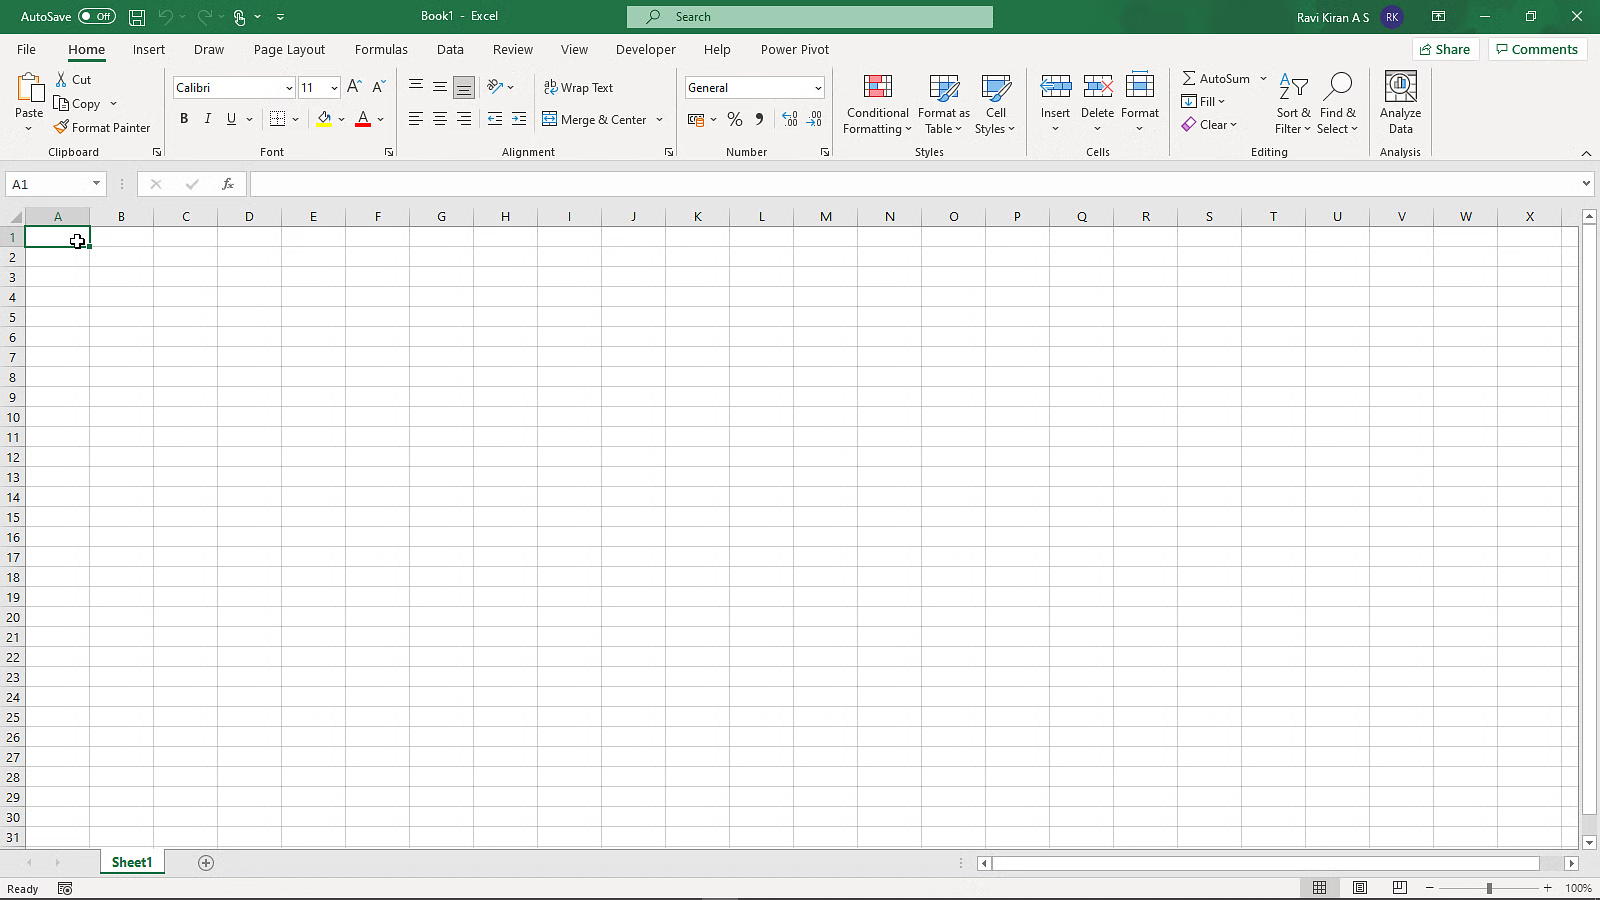 AutoSave Off Book1 - Excel Search Ravi Kiran A S RK
File Home Insert Draw Page Layout Formulas Data Review View Developer Help Power Pivot Share Comments
Paste Cut
Copy
Format Painter
Clipboard
Calibri 11
B I U A
Font
Wrap Text
Merge & Center
Alignment
General
% 9
Number
Conditional
Formatting
Format as
Table
Cell
Styles
Styles
Insert Delete Format
Cells
AutoSum
Fill
Clear
Sort &
Filter
Find &
Select
Editing
Analyze
Data
Analysis
A1 fx
A B C D E F G H I J K L M N O P Q R S T U V W X
1
2
3
4
5
6
7
8
9
10
11
12
13
14
15
16
17
18
19
20
21
22
23
24
25
26
27
28
29
30
31
Sheet1
Ready 100%